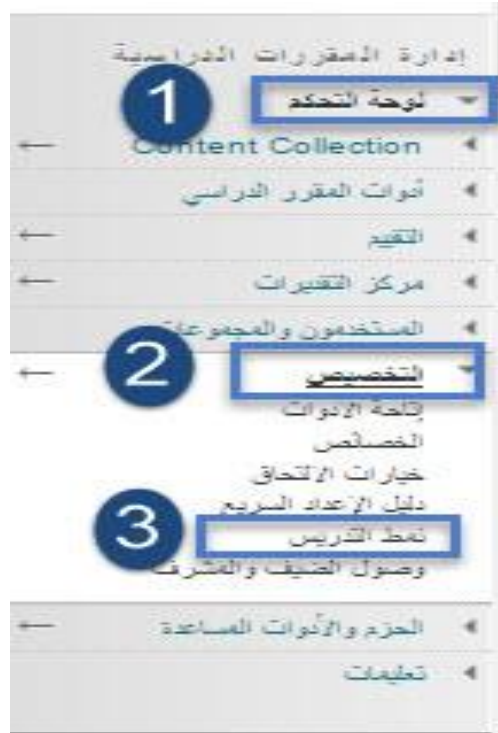 إدارة المقررات الدراسية
1
لوحة التحكم
Content Collection
أدوات المقرر الدراسي
التقييم
مركز التقديرات
المستخدمون والمجموعات
2
التخصيص
إتاحة الأدوات
الخصائص
خيارات الالتحاق
دليل الإعداد السريع
3
نمط التدريس
وصول الضيف والمشرف
الحزم والأدوات المساعدة
تعليمات